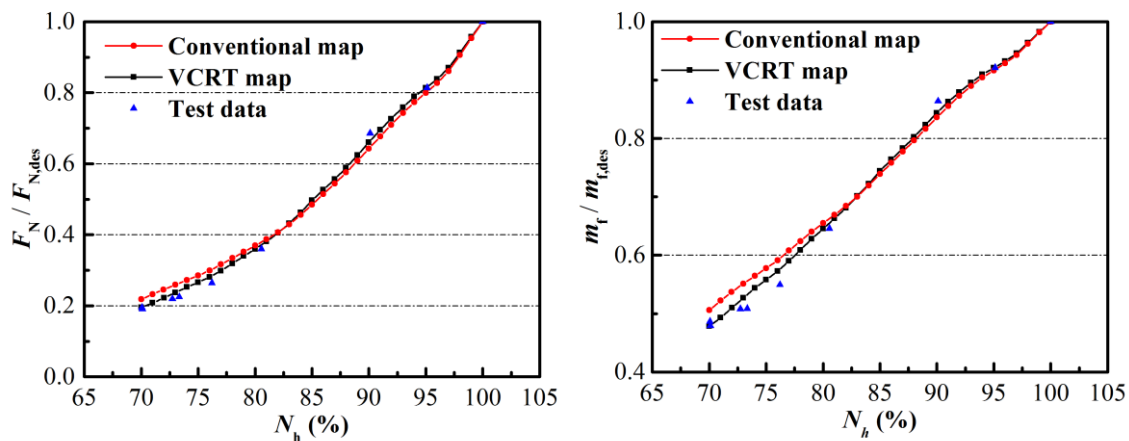 F_N / F_N,des
1.0
0.8
0.6
0.4
0.2
0.0
Conventional map
VCRT map
Test data
65 70 75 80 85 90 95 100 105
N_h (%)
m_f / m_f,des
1.0
0.8
0.6
0.4
Conventional map
VCRT map
Test data
65 70 75 80 85 90 95 100 105
N_h (%)